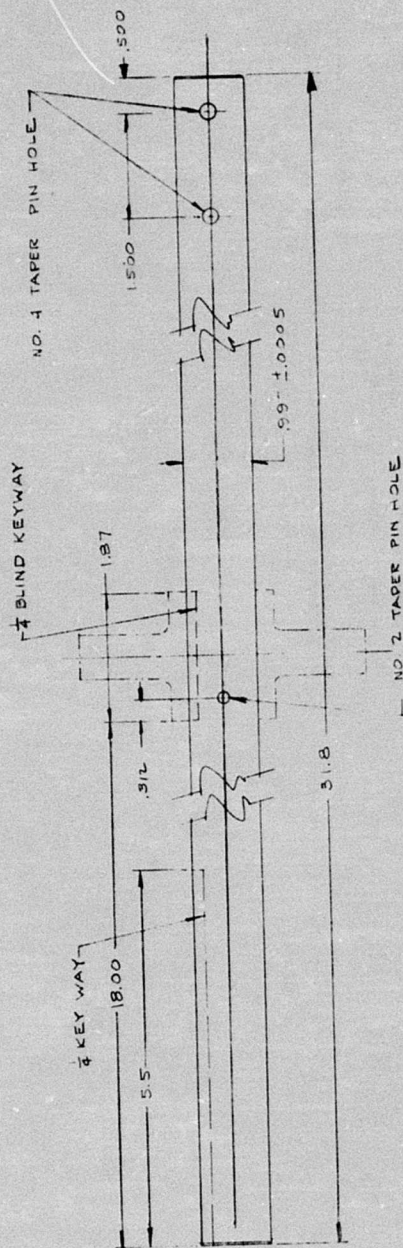 .500
NO. 4 TAPER PIN HOLE
1.500
.99- ±.0005
1/4 BLIND KEYWAY
1.87
NO 2 TAPER PIN HOLE
.312
31.8
1/4 KEY WAY
18.00
5.5